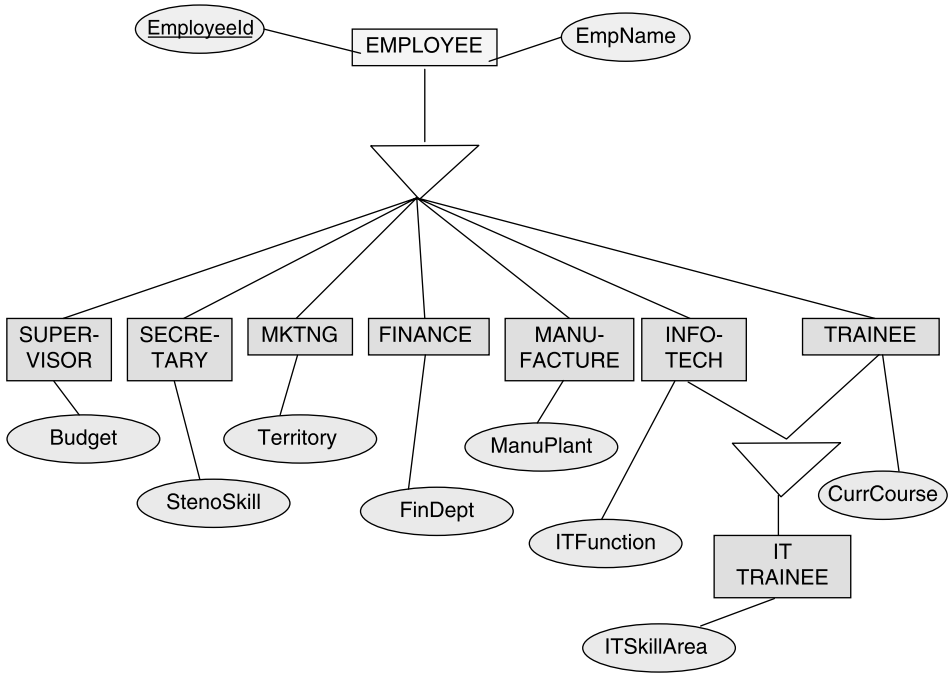 EmployeeId
EMPLOYEE
EmpName
SUPER-
VISOR
SECRE-
TARY
MKTNG
FINANCE
MANU-
FACTURE
INFO-
TECH
TRAINEE
Budget
Territory
ManuPlant
StenoSkill
FinDept
CurrCourse
ITFunction
IT
TRAINEE
ITSkillArea